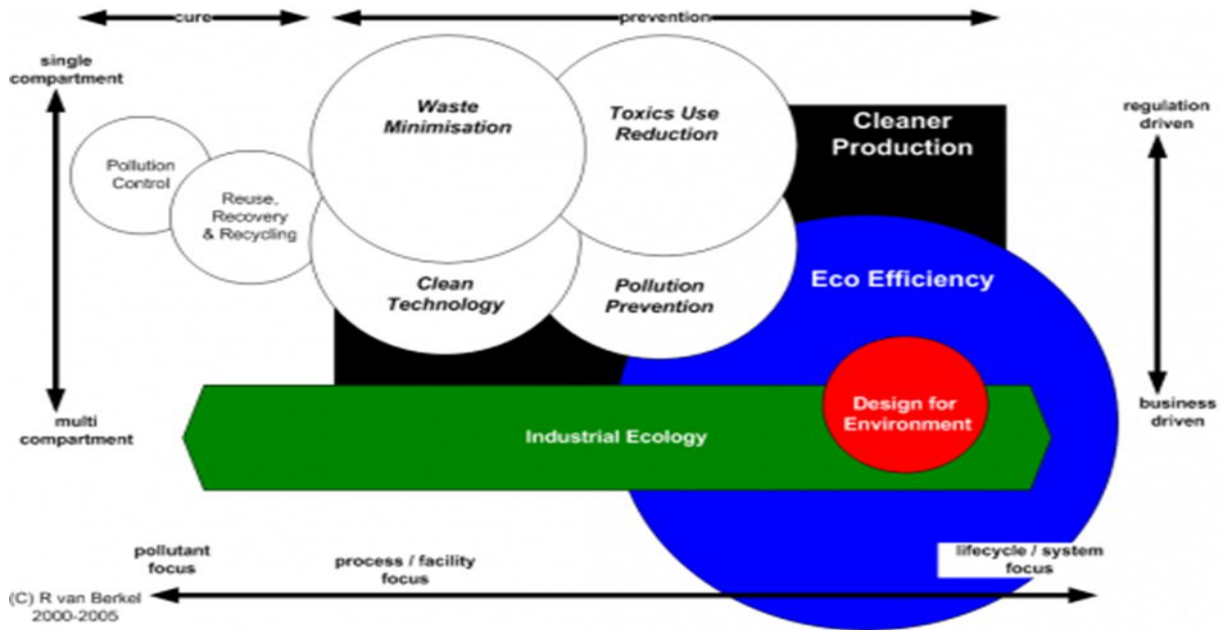 cure
prevention
single
compartment
Waste
Minimisation
Toxics Use
Reduction
Cleaner
Production
regulation
driven
Pollution
Control
Reuse,
Recovery
& Recycling
Clean
Technology
Pollution
Prevention
Eco Efficiency
multi
compartment
Industrial Ecology
Design for
Environment
business
driven
pollutant
focus
process / facility
focus
lifecycle / system
focus
(C) R van Berkel
2000-2005